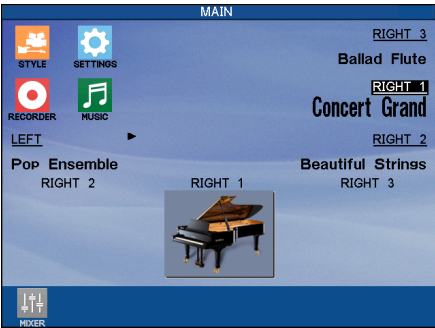 MAIN
RIGHT 3
Ballad Flute
STYLE
SETTINGS
RIGHT 1
Concert Grand
RECORDER
MUSIC
LEFT
RIGHT 2
Pop Ensemble
Beautiful Strings
RIGHT 2
RIGHT 1
RIGHT 3
MIXER